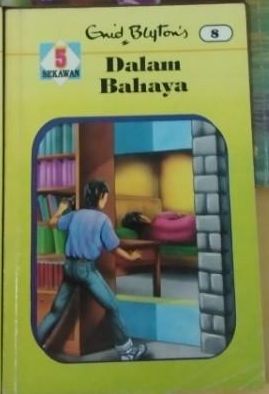 Enid Blyton's
8
5
SEKAWAN
Dalam
Bahaya